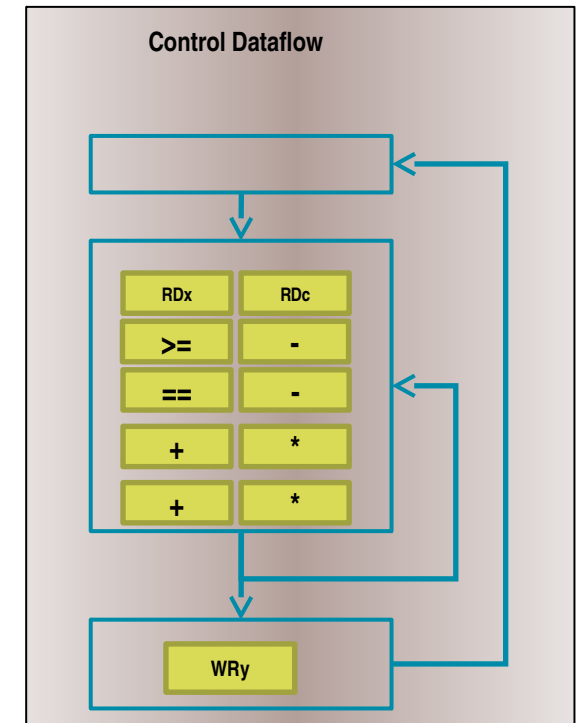 Control Dataflow
RDx RDc
>= -
== -
+ *
+ *
WRy